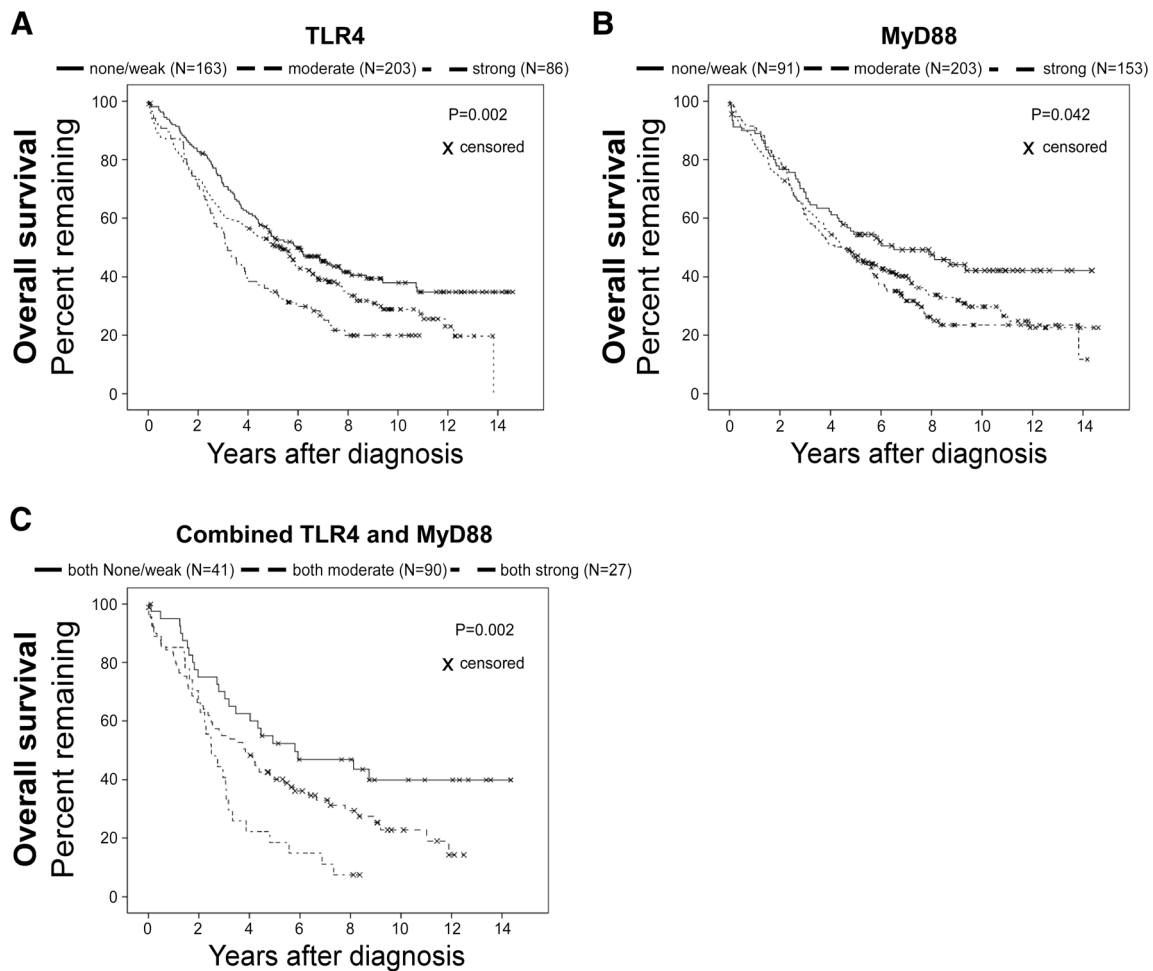 A
TLR4
none/weak (N=163) moderate (N=203) strong (N=86)
Overall survival
Percent remaining
100
80
60
40
20
0
P=0.002
x censored
0 2 4 6 8 10 12 14
Years after diagnosis
B
MyD88
none/weak (N=91) moderate (N=203) strong (N=153)
Overall survival
Percent remaining
100
80
60
40
20
0
P=0.042
x censored
0 2 4 6 8 10 12 14
Years after diagnosis
C
Combined TLR4 and MyD88
both None/weak (N=41) both moderate (N=90) both strong (N=27)
Overall survival
Percent remaining
100
80
60
40
20
0
P=0.002
x censored
0 2 4 6 8 10 12 14
Years after diagnosis